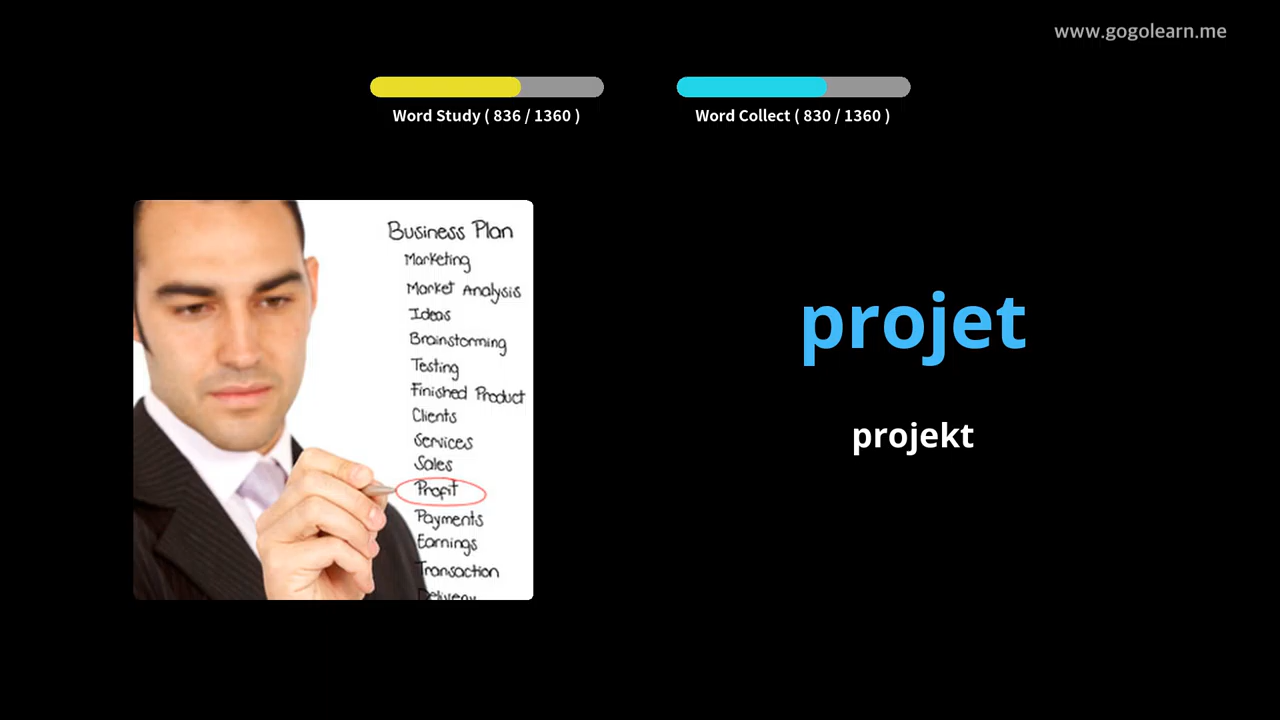 www.gogolearn.me
Word Study ( 836 / 1360 )
Word Collect ( 830 / 1360 )
Business Plan
Marketing
Market Analysis
Ideas
Brainstorming
Testing
Finished Product
Clients
Services
Sales
Profit
Payments
Earnings
Transaction
Delivery
projet
projekt